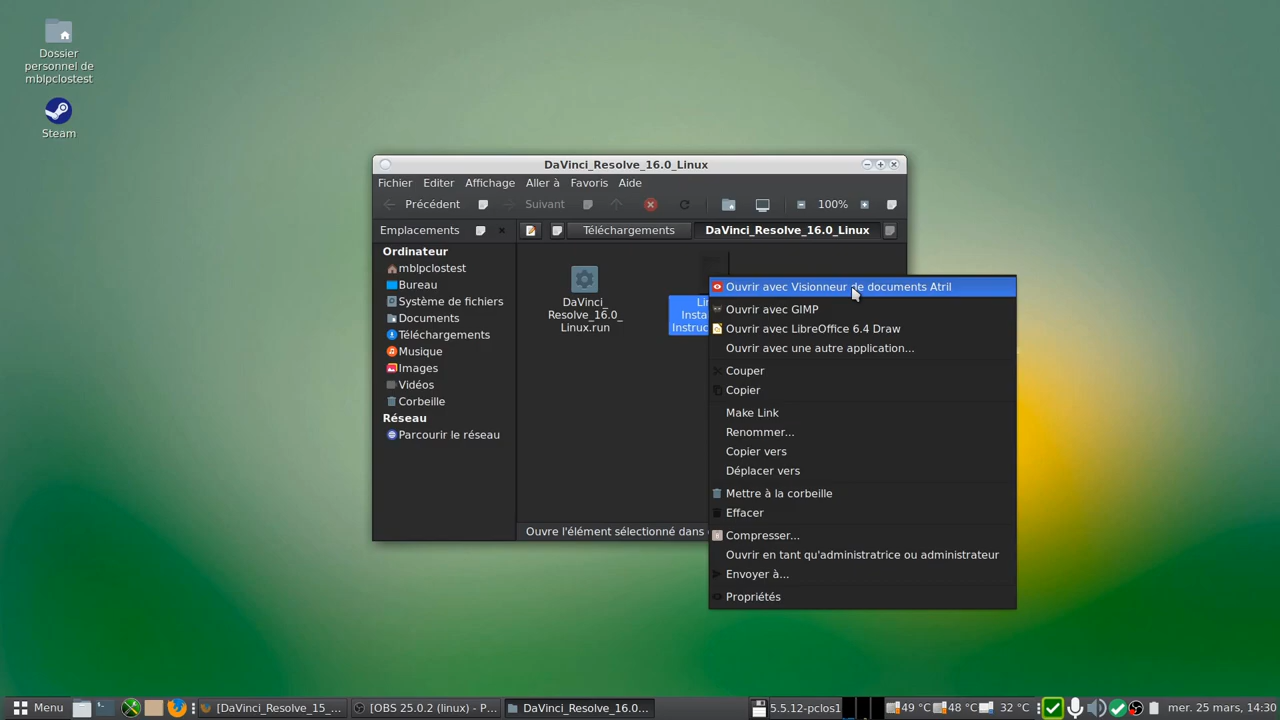 Dossier
personnel de
mblpclostest
Steam
DaVinci_Resolve_16.0_Linux
Fichier Editer Affichage Aller à Favoris Aide
Précédent Suivant 100%
Emplacements Téléchargements DaVinci_Resolve_16.0_Linux
Ordinateur
mblpclostest
Bureau
Système de fichiers
Documents
Téléchargements
Musique
Images
Vidéos
Corbeille
Réseau
Parcourir le réseau
DaVinci_
Resolve_16.0_
Linux.run
Ouvre l'élément sélectionné dans
Ouvrir avec Visionneur de documents Atril
Ouvrir avec GIMP
Ouvrir avec LibreOffice 6.4 Draw
Ouvrir avec une autre application...
Couper
Copier
Make Link
Renommer...
Copier vers
Déplacer vers
Mettre à la corbeille
Effacer
Compresser...
Ouvrir en tant qu'administratrice ou administrateur
Envoyer à...
Propriétés
Menu [DaVinci_Resolve_15_... [OBS 25.0.2 (linux) - P... DaVinci_Resolve_16.0... 5.5.12-pclos1 49 °C 48 °C 32 °C mer. 25 mars, 14:30